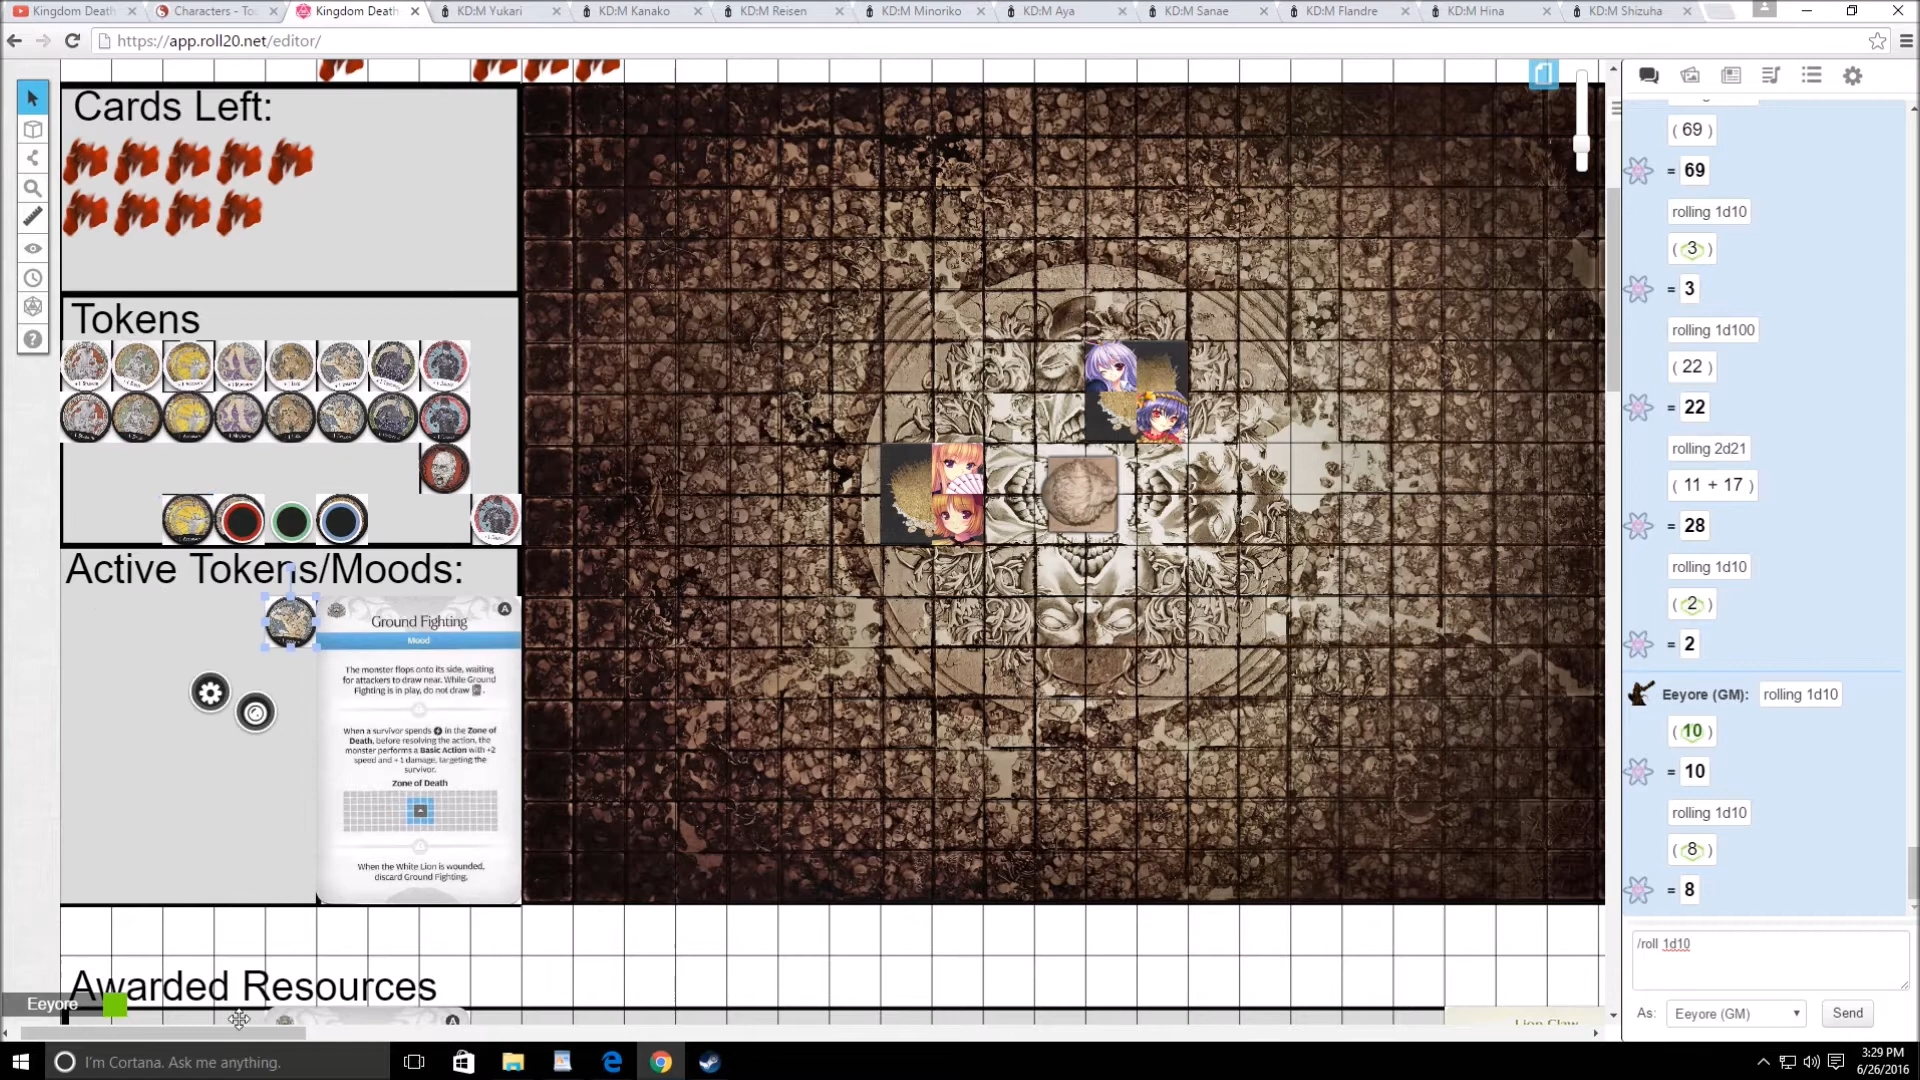 Kingdom Death
Characters - To
Kingdom Death
KD:M Yukari
KD:M Kanako
KD:M Reisen
KD:M Minoriko
KD:M Aya
KD:M Sanae
KD:M Flandre
KD:M Hina
KD:M Shizuha
https://app.roll20.net/editor/
Cards Left:
Tokens
Active Tokens/Moods:
A
Ground Fighting
Mood
The monster flops onto its side, waiting
for attackers to draw near. While Ground
Fighting is in play, do not draw
When a survivor spends in the Zone of
Death, before resolving the action, the
monster performs a Basic Action with +2
speed and +1 damage, targeting the
survivor.
Zone of Death
When the White Lion is wounded,
discard Ground Fighting.
Awarded Resources
A
Lion Claw
Eeyore
( 69 )
= 69
rolling 1d10
( 3 )
= 3
rolling 1d100
( 22 )
= 22
rolling 2d21
( 11 + 17 )
= 28
rolling 1d10
( 2 )
= 2
Eeyore (GM): rolling 1d10
( 10 )
= 10
rolling 1d10
( 8 )
= 8
/roll 1d10
As: Eeyore (GM) Send
I'm Cortana. Ask me anything.
3:29 PM
6/26/2016